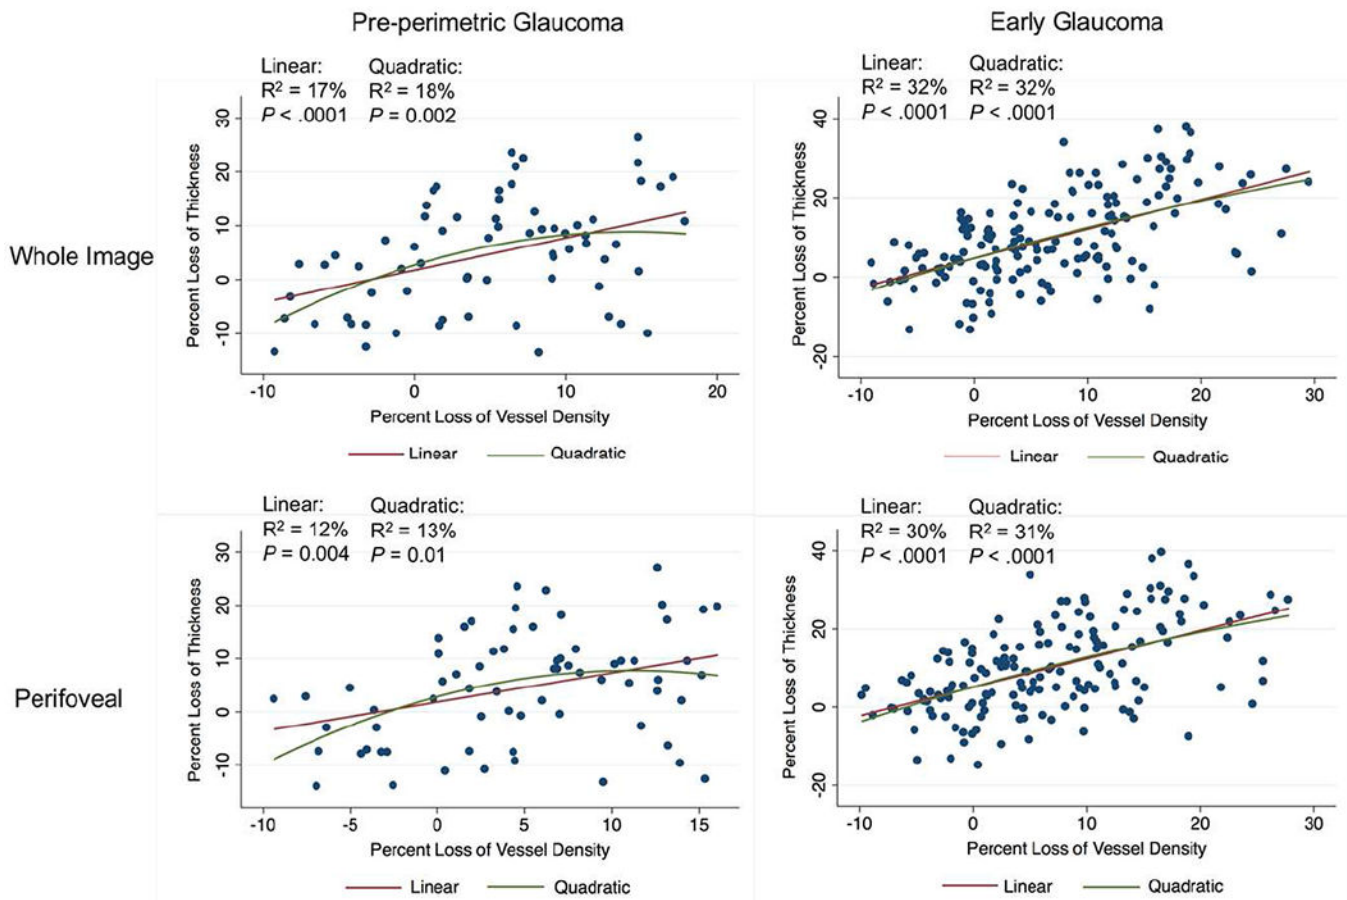 Pre-perimetric Glaucoma
Early Glaucoma
Whole Image
Perifoveal
Linear: Quadratic:
R² = 17% R² = 18%
P < .0001 P = 0.002
Percent Loss of Thickness
30
20
10
0
-10
-10 0 10 20
Percent Loss of Vessel Density
Linear Quadratic
Linear: Quadratic:
R² = 32% R² = 32%
P < .0001 P < .0001
Percent Loss of Thickness
40
20
0
-20
-10 0 10 20 30
Percent Loss of Vessel Density
Linear Quadratic
Linear: Quadratic:
R² = 12% R² = 13%
P = 0.004 P = 0.01
Percent Loss of Thickness
30
20
10
0
-10
-10 -5 0 5 10 15
Percent Loss of Vessel Density
Linear Quadratic
Linear: Quadratic:
R² = 30% R² = 31%
P < .0001 P < .0001
Percent Loss of Thickness
40
20
0
-20
-10 0 10 20 30
Percent Loss of Vessel Density
Linear Quadratic